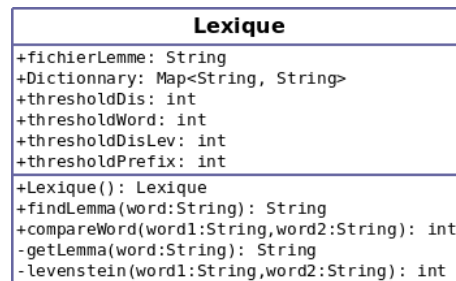 Lexique
+fichierLemme: String
+Dictionnary: Map<String, String>
+thresholdDis: int
+thresholdWord: int
+thresholdDisLev: int
+thresholdPrefix: int
+Lexique(): Lexique
+findLemma(word:String): String
+compareWord(word1:String,word2:String): int
-getLemma(word:String): String
-levenstein(word1:String,word2:String): int